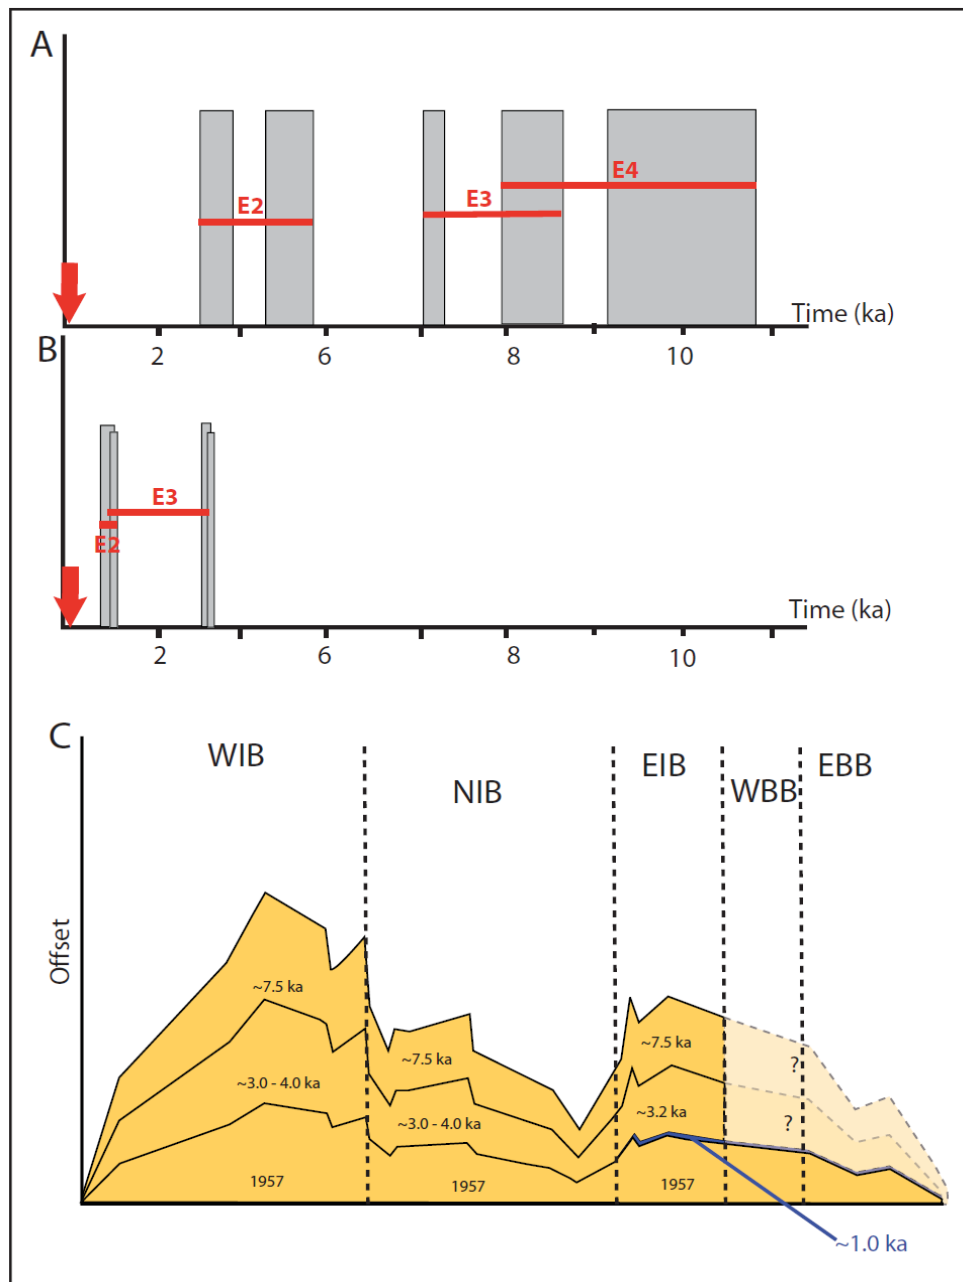 A
E2
E3
E4
Time (ka)
2 6 8 10
B
E3
E2
Time (ka)
2 6 8 10
C
WIB
NIB
EIB
WBB
EBB
Offset
~7.5 ka
~7.5 ka
~7.5 ka
?
~3.0 - 4.0 ka
~3.0 - 4.0 ka
~3.2 ka
?
1957
1957
1957
~1.0 ka